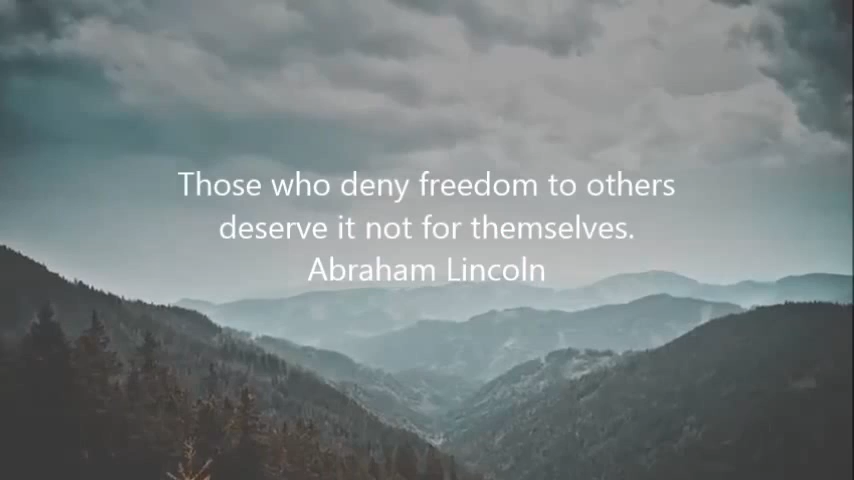 Those who deny freedom to others
deserve it not for themselves.
Abraham Lincoln